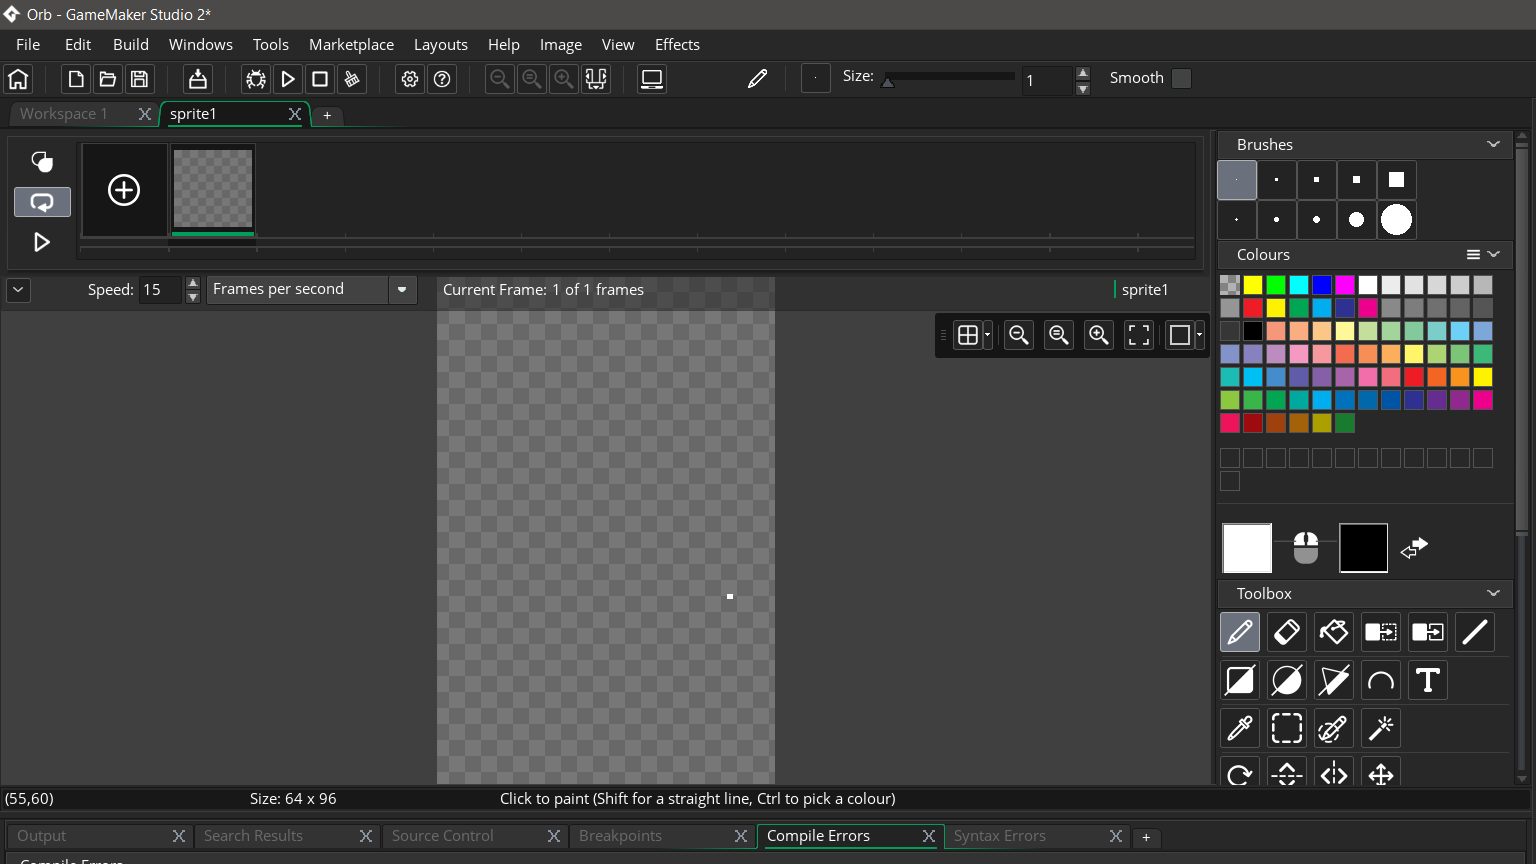 Orb - GameMaker Studio 2*
File Edit Build Windows Tools Marketplace Layouts Help Image View Effects
Size: 1 Smooth
Workspace 1 sprite1 +
Brushes
Colours
Speed: 15 Frames per second Current Frame: 1 of 1 frames sprite1
Toolbox
(55,60) Size: 64 x 96 Click to paint (Shift for a straight line, Ctrl to pick a colour)
Output Search Results Source Control Breakpoints Compile Errors Syntax Errors +
Compile Errors